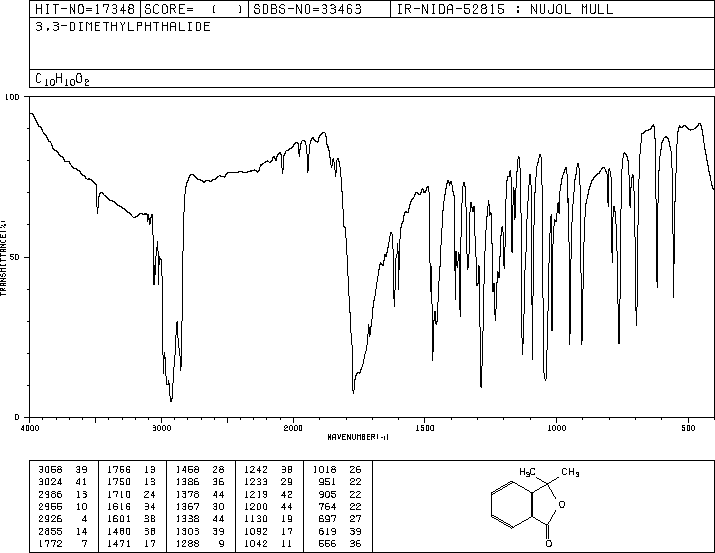 HIT-NO=17348 SCORE= ( ) SDBS-NO=33463 IR-NIDA-52815 : NUJOL MULL
3,3-DIMETHYLPHTHALIDE
C10H10O2
100
50
0
TRANSMITTANCE(%)
4000 3000 2000 1500 1000 500
WAVENUMBER(-1)
3058 39 1756 13 1458 28 1242 38 1018 26
3024 41 1750 13 1386 36 1233 29 951 22
2986 13 1710 24 1378 44 1219 42 905 22
2955 10 1616 34 1367 30 1200 44 764 22
2926 4 1601 38 1338 44 1130 19 697 27
2855 14 1480 38 1303 39 1092 17 619 39
1772 7 1471 17 1288 9 1042 11 556 36
H3C CH3
O
O